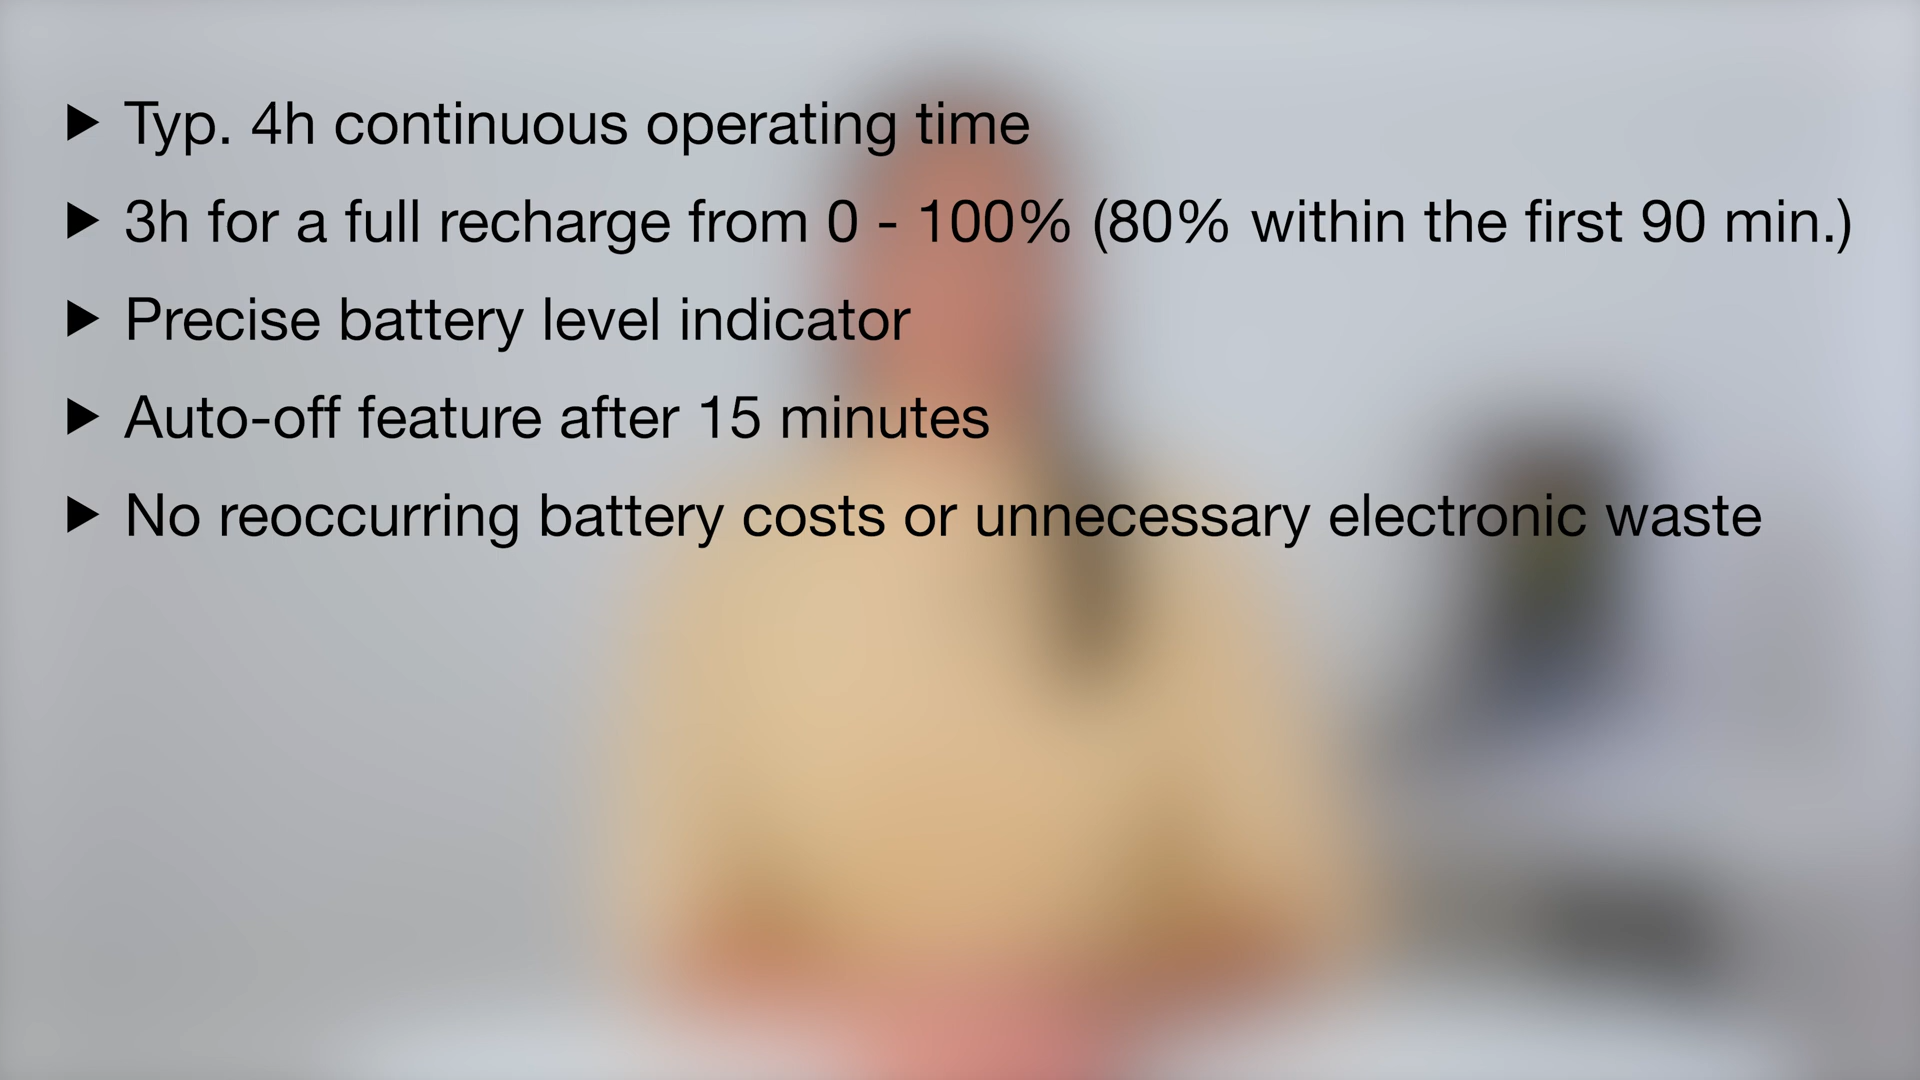 ▶ Typ. 4h continuous operating time
▶ 3h for a full recharge from 0 - 100% (80% within the first 90 min.)
▶ Precise battery level indicator
▶ Auto-off feature after 15 minutes
▶ No reoccurring battery costs or unnecessary electronic waste